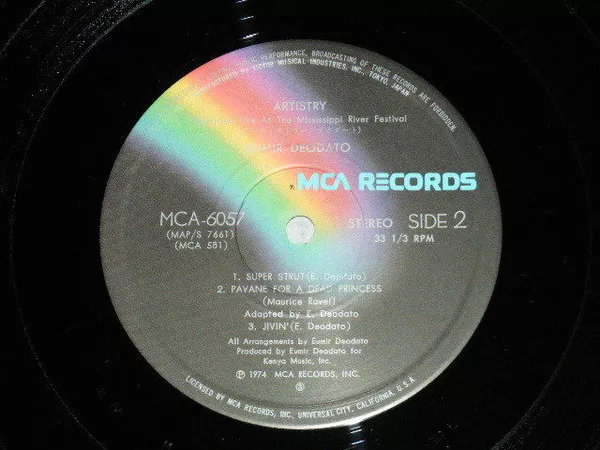 PERFORMANCE, BROADCASTING OF THESE RECORDS ARE FORBIDDEN.
MANUFACTURED BY VICTOR MUSICAL INDUSTRIES, INC. TOKYO, JAPAN
ARTISTRY
Live At The Mississippi River Festival
EUMIR DEODATO
MCA RECORDS
MCA-6057
(MAP/S 7661)
(MCA 581)
STEREO SIDE 2
33 1/3 RPM
1. SUPER STRUT (E. Deodato)
2. PAVANE FOR A DEAD PRINCESS
(Maurice Ravel)
Adapted by E. Deodato
3. JIVIN' (E. Deodato)
All Arrangements by Eumir Deodato
Produced by Eumir Deodato for
Kenya Music, Inc.
Ⓟ 1974 MCA RECORDS, INC.
LICENSED BY MCA RECORDS, INC. UNIVERSAL CITY, CALIFORNIA, U.S.A.